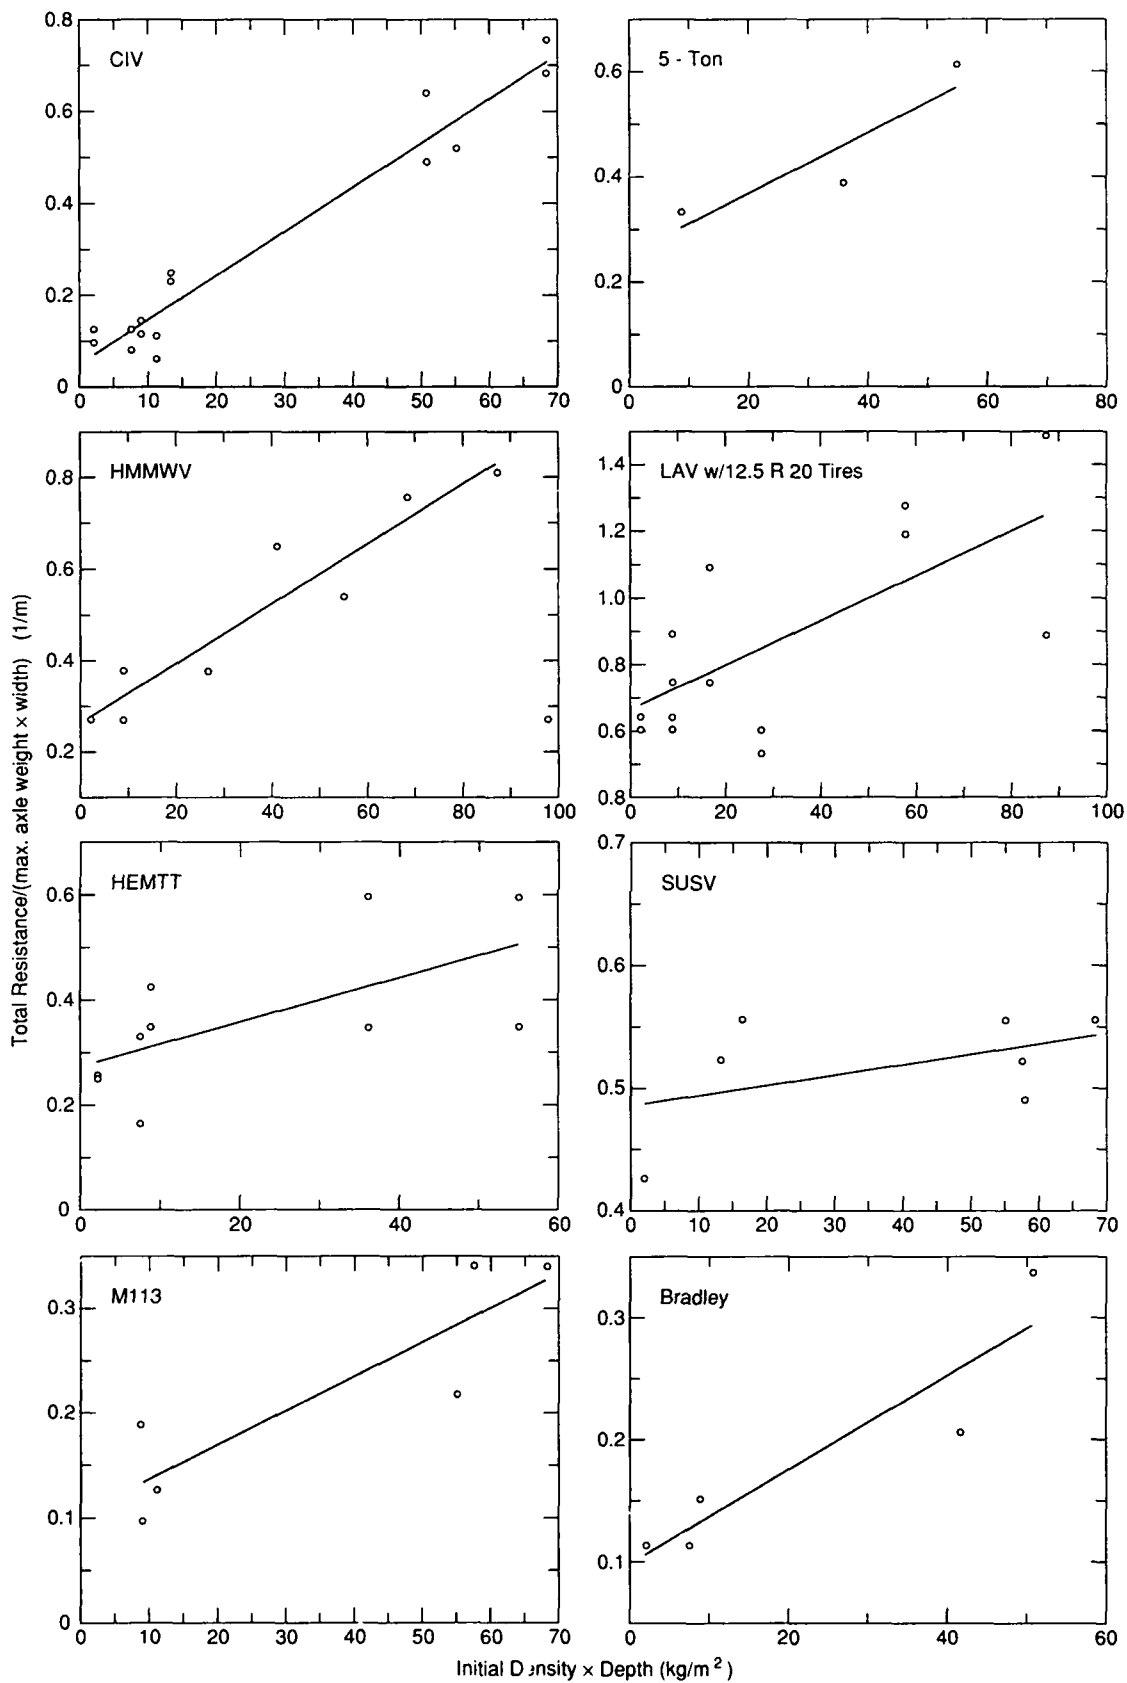 0.8
CIV
0.6
0.4
0.2
0
0 10 20 30 40 50 60 70
5 - Ton
0.6
0.4
0.2
0
0 20 40 60 80
HMMWV
0.8
0.6
0.4
0.2
0 20 40 60 80 100
LAV w/12.5 R 20 Tires
1.4
1.2
1.0
0.8
0.6
0.8
0 20 40 60 80 100
HEMTT
0.6
0.4
0.2
0
0 20 40 60
0.7
SUSV
0.6
0.5
0.4
0 10 20 30 40 50 60 70
M113
0.3
0.2
0.1
0
0 10 20 30 40 50 60 70
Bradley
0.3
0.2
0.1
0 20 40 60
Total Resistance/(max. axle weight × width) (1/m)
Initial Density × Depth (kg/m²)